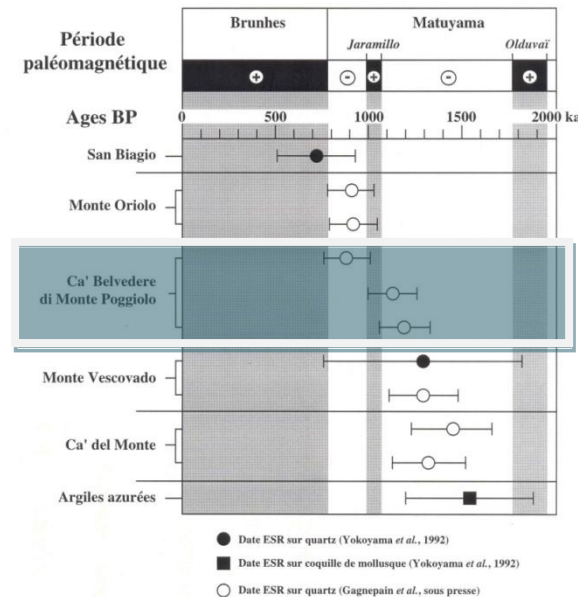 Période
paléomagnétique
Brunhes
Matuyama
Jaramillo
Olduvaï
+ - + - +
Ages BP
0 500 1000 1500 2000 ka
San Biagio
Monte Oriolo
Ca' Belvedere
di Monte Poggiolo
Monte Vescovado
Ca' del Monte
Argiles azurées
Date ESR sur quartz (Yokoyama et al., 1992)
Date ESR sur coquille de mollusque (Yokoyama et al., 1992)
Date ESR sur quartz (Gagnepain et al., sous presse)